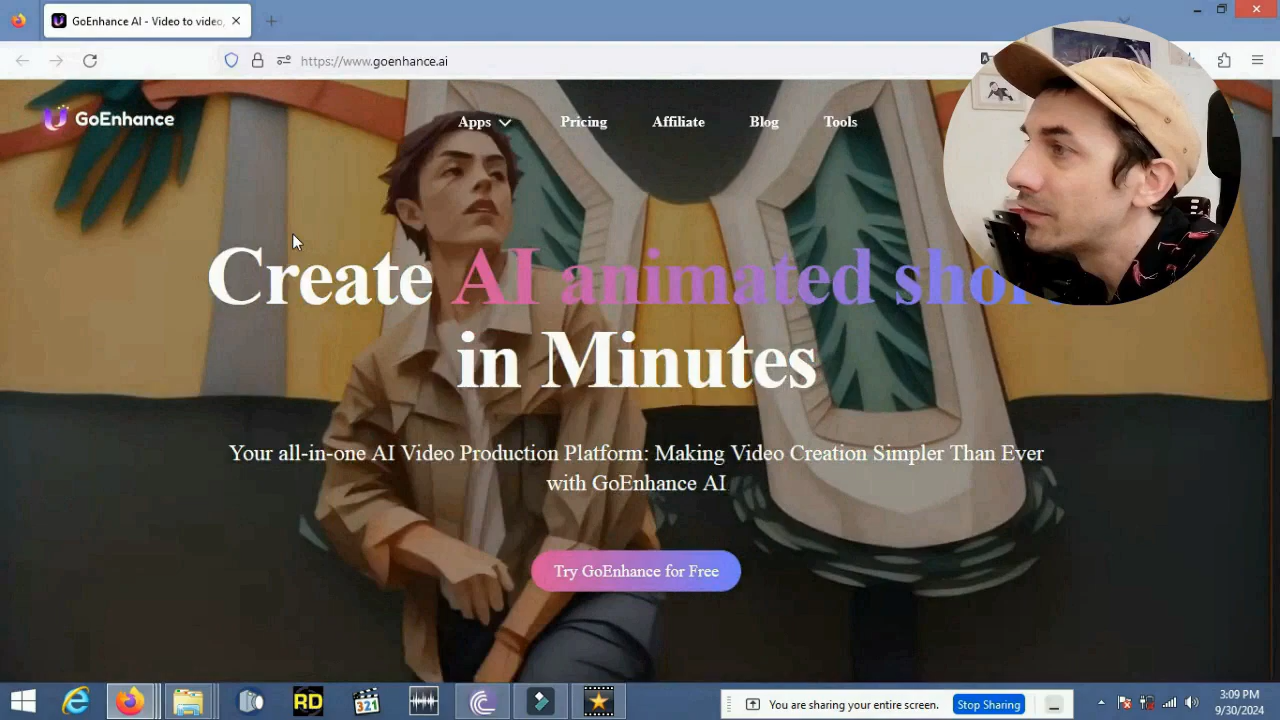 GoEnhance AI - Video to video,
https://www.goenhance.ai
GoEnhance
Apps
Pricing
Affiliate
Blog
Tools
Create AI animated short
in Minutes
Your all-in-one AI Video Production Platform: Making Video Creation Simpler Than Ever
with GoEnhance AI
Try GoEnhance for Free
RD
321
You are sharing your entire screen.
Stop Sharing
3:09 PM
9/30/2024